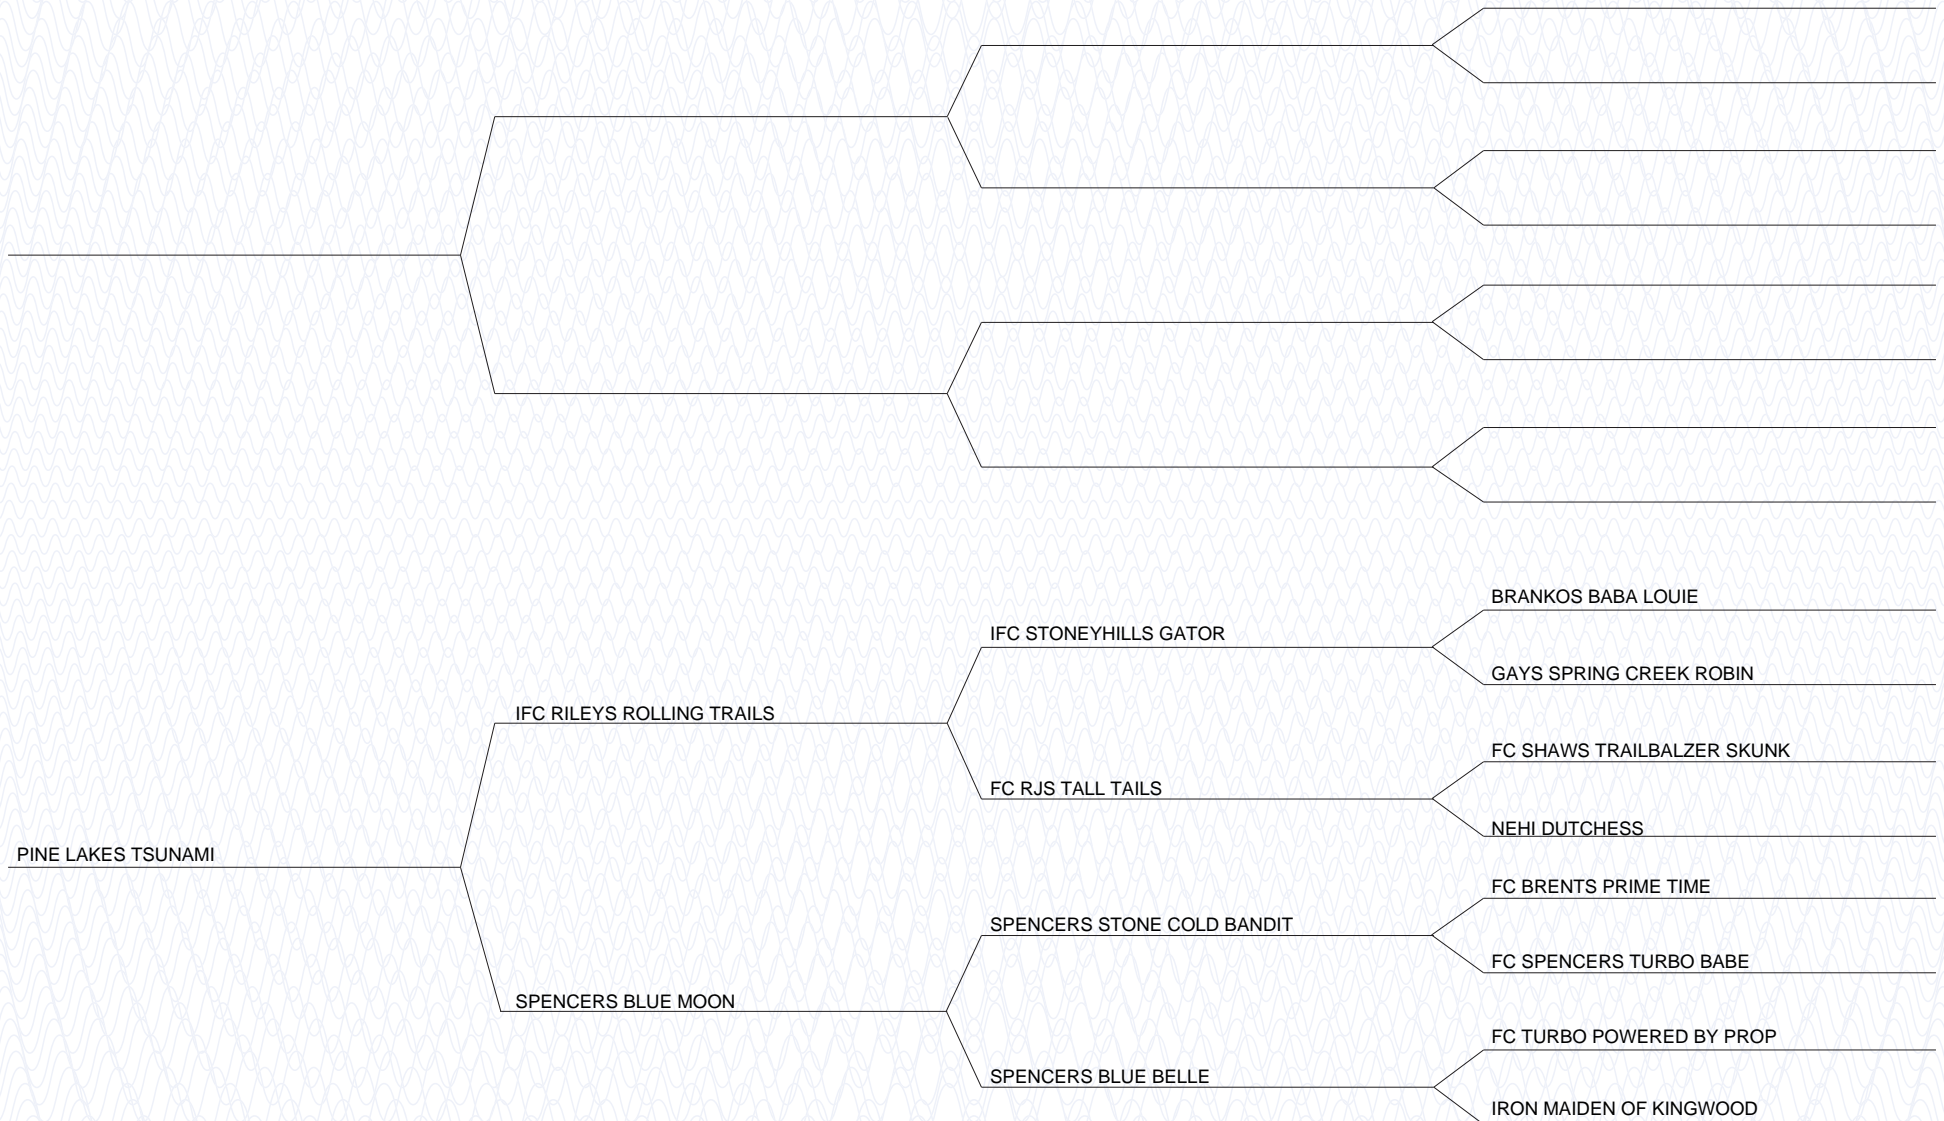 BRANKOS BABA LOUIE
IFC STONEYHILLS GATOR
GAYS SPRING CREEK ROBIN
IFC RILEYS ROLLING TRAILS
FC SHAWS TRAILBALZER SKUNK
FC RJS TALL TAILS
NEHI DUTCHESS
PINE LAKES TSUNAMI
FC BRENTS PRIME TIME
SPENCERS STONE COLD BANDIT
FC SPENCERS TURBO BABE
SPENCERS BLUE MOON
FC TURBO POWERED BY PROP
SPENCERS BLUE BELLE
IRON MAIDEN OF KINGWOOD